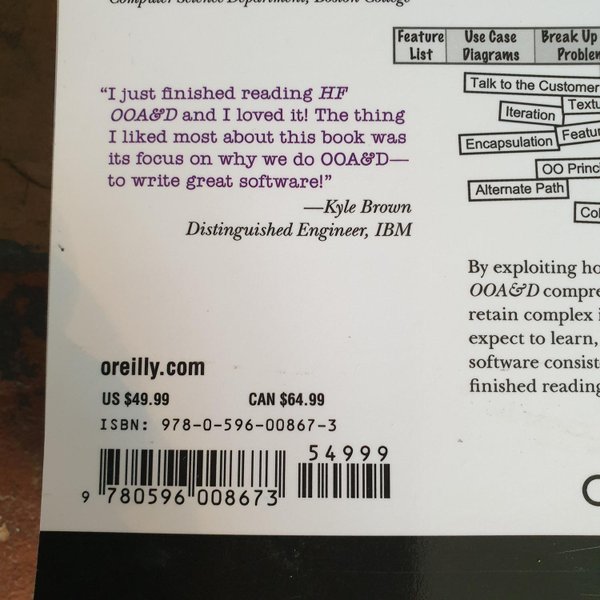 Computer Science Department, Boston College
"I just finished reading HF
OOA&D and I loved it! The thing
I liked most about this book was
its focus on why we do OOA&D—
to write great software!"
—Kyle Brown
Distinguished Engineer, IBM
oreilly.com
US $49.99 CAN $64.99
ISBN: 978-0-596-00867-3
54999
9 780596 008673
Feature List
Use Case Diagrams
Break Up
Problem
Talk to the Customer
Iteration
Textu
Encapsulation
Featur
OO Princi
Alternate Path
Co
By exploiting ho
OOA&D compre
retain complex i
expect to learn,
software consist
finished reading